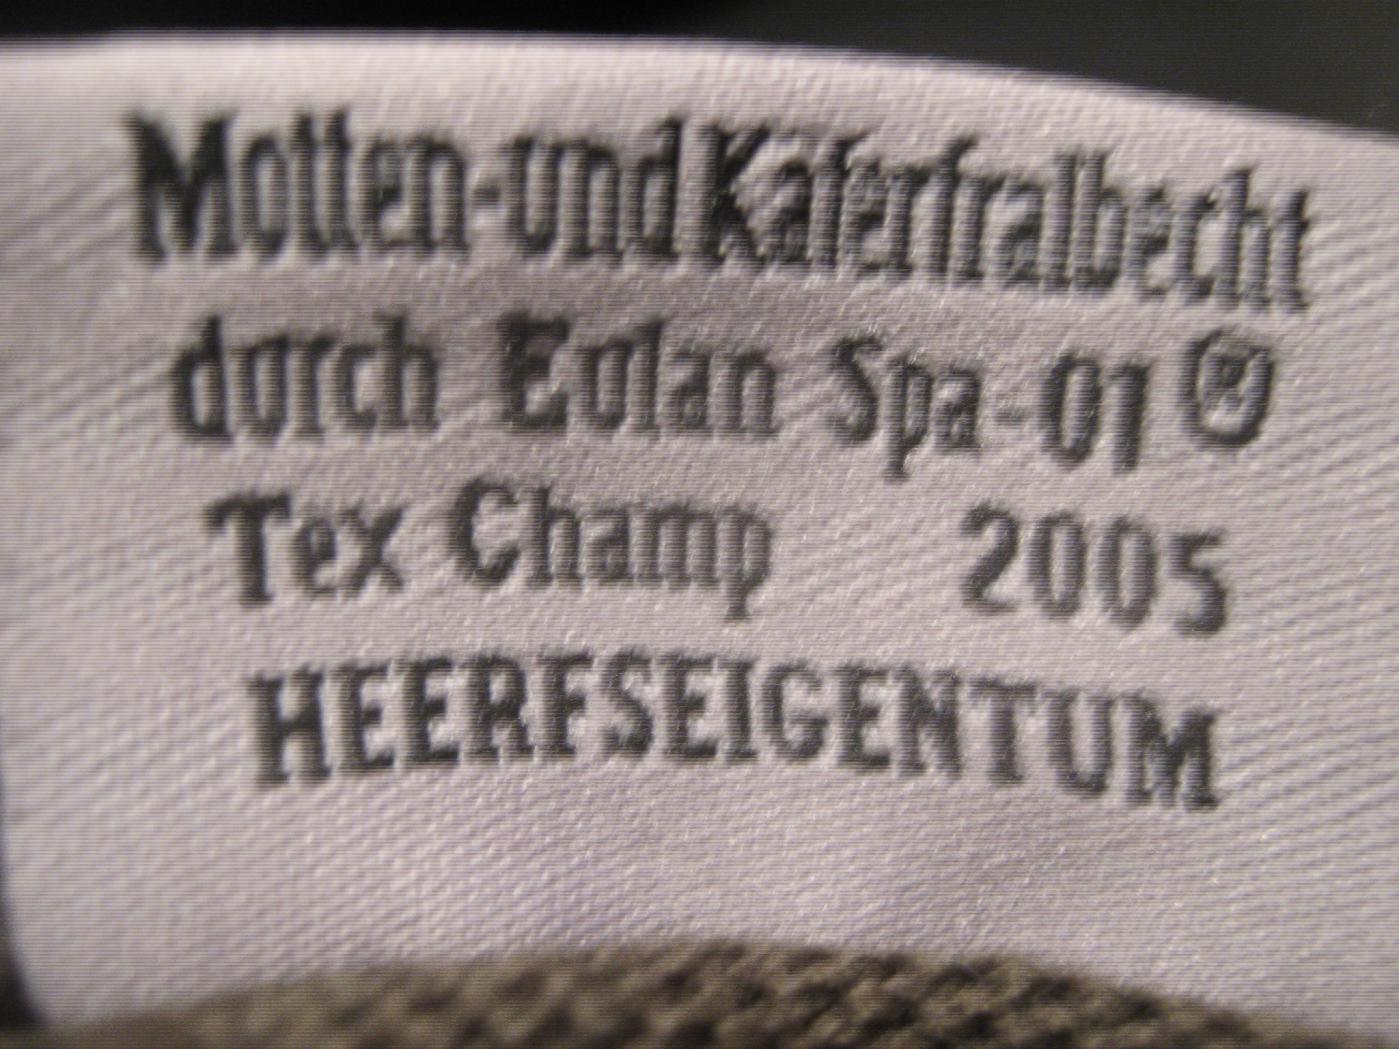 Motten-und Käferfraßecht
durch Eulan Spa-01 ®
Tex Champ 2005
HEERESEIGENTUM